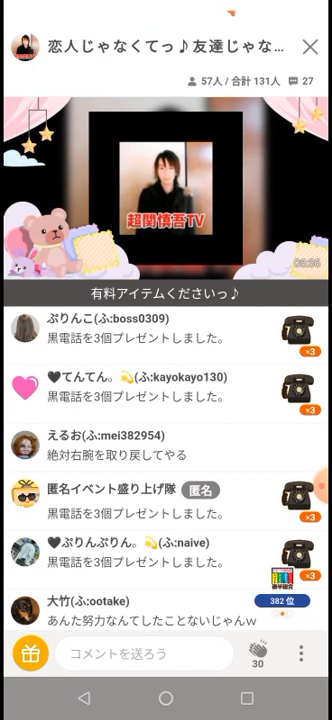 恋人じゃなくてっ♪友達じゃな...
57人 / 合計 131人 27
超関慎吾TV
06:36
有料アイテムくださいっ♪
ぷりんこ(ふ:boss0309)
黒電話を3個プレゼントしました。
×3
🖤てんてん。💫(ふ:kayokayo130)
黒電話を3個プレゼントしました。
×3
えるお(ふ:mei382954)
絶対右腕を取り戻してやる
匿名イベント盛り上げ隊 匿名
黒電話を3個プレゼントしました。
×3
🖤ぷりんぷりん。💫(ふ:naive)
黒電話を3個プレゼントしました。
×3
382 位
大竹(ふ:ootake)
あんた努力なんてしたことないじゃんw
コメントを送ろう
30